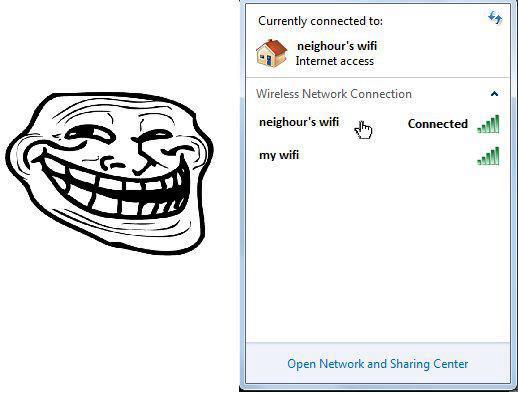 Currently connected to:
neighour's wifi
Internet access
Wireless Network Connection
neighour's wifi Connected
my wifi
Open Network and Sharing Center